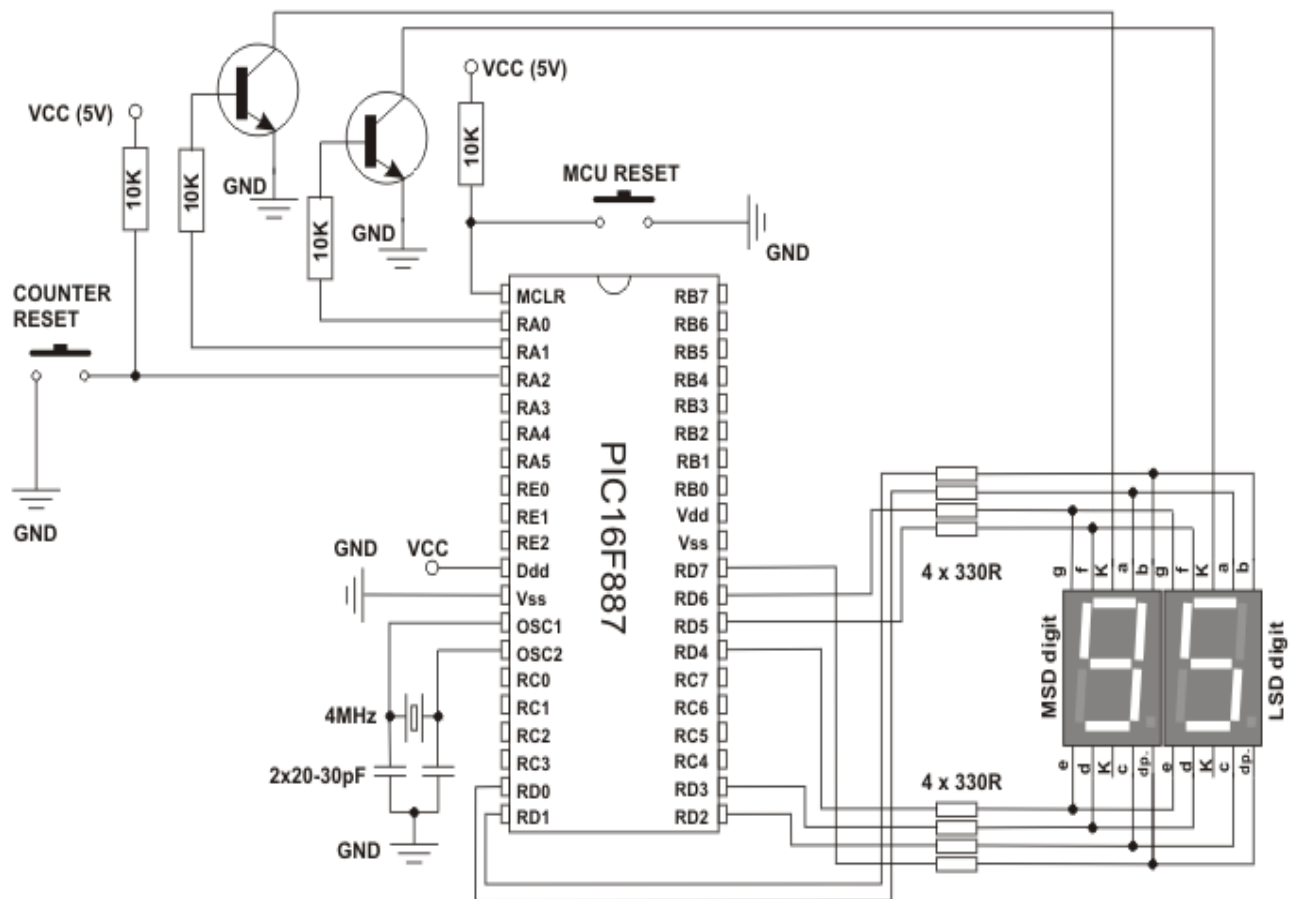 VCC (5V)
VCC (5V)
10K
10K
10K
10K
GND
GND
MCU RESET
GND
COUNTER
RESET
GND
MCLR
RA0
RA1
RA2
RA3
RA4
RA5
RE0
RE1
RE2
Ddd
Vss
OSC1
OSC2
RC0
RC1
RC2
RC3
RD0
RD1
PIC16F887
RB7
RB6
RB5
RB4
RB3
RB2
RB1
RB0
Vdd
Vss
RD7
RD6
RD5
RD4
RC7
RC6
RC5
RC4
RD3
RD2
GND
VCC
4MHz
2x20-30pF
GND
4 x 330R
4 x 330R
g f K a b g f K a b
MSD digit
LSD digit
e d K c dp. e d K c dp.